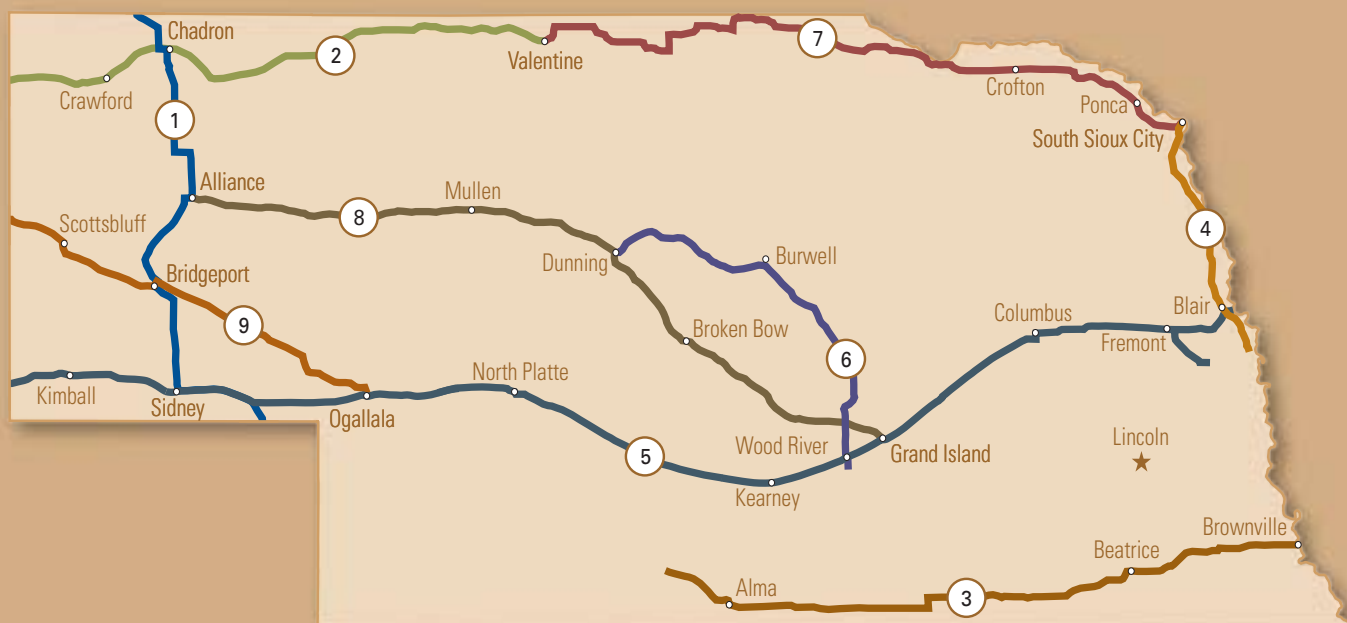 Chadron
2
7
Valentine
Crawford
Crofton
Ponca
1
South Sioux City
Alliance
Mullen
8
Scottsbluff
4
Dunning
Burwell
Bridgeport
9
Broken Bow
Columbus
Blair
Fremont
6
North Platte
Kimball
Sidney
Ogallala
Wood River
Grand Island
Lincoln
5
Kearney
Brownville
Beatrice
Alma
3